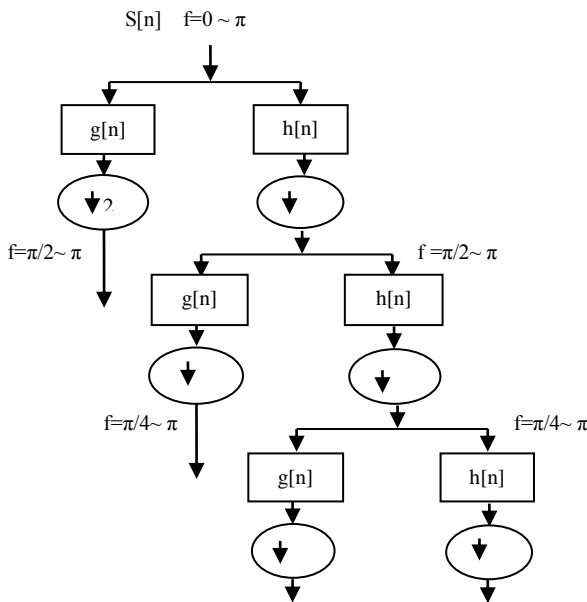 S[n] f=0 ~ π
g[n] h[n]
2
f=π/2~ π
f =π/2~ π
g[n] h[n]
f=π/4~ π
f=π/4~ π
g[n] h[n]